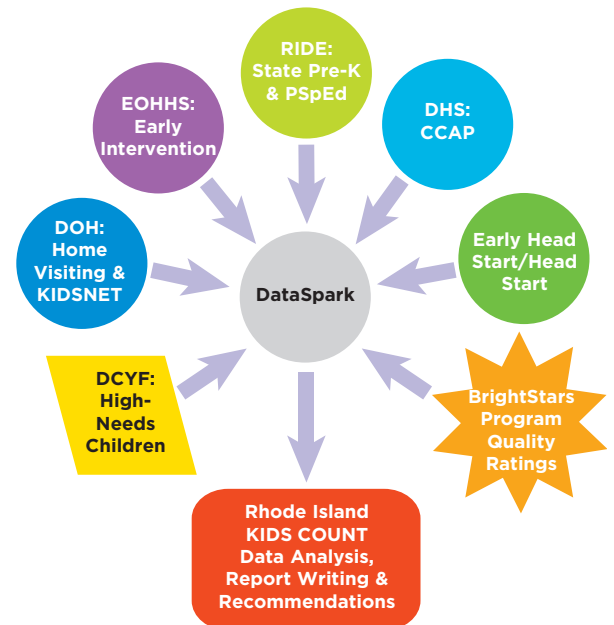 RIDE:
State Pre-K
& PSpEd
EOHHS:
Early
Intervention
DHS:
CCAP
DOH:
Home
Visiting &
KIDSNET
Early Head
Start/Head
Start
DataSpark
DCYF:
High-
Needs
Children
BrightStars
Program
Quality
Ratings
Rhode Island
KIDS COUNT
Data Analysis,
Report Writing &
Recommendations